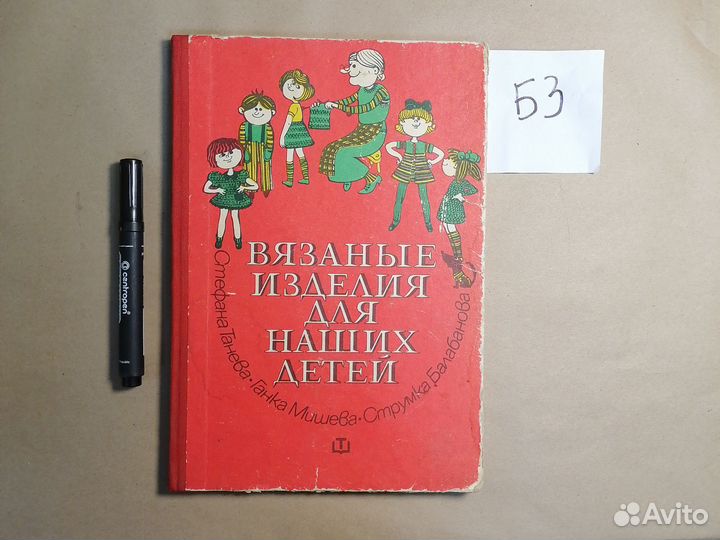 Б3
ВЯЗАНЫЕ
ИЗДЕЛИЯ
ДЛЯ
НАШИХ
ДЕТЕЙ
Стефана Танева · Ганка Мишева · Струмка Балабанова
Т
centropen
Avito